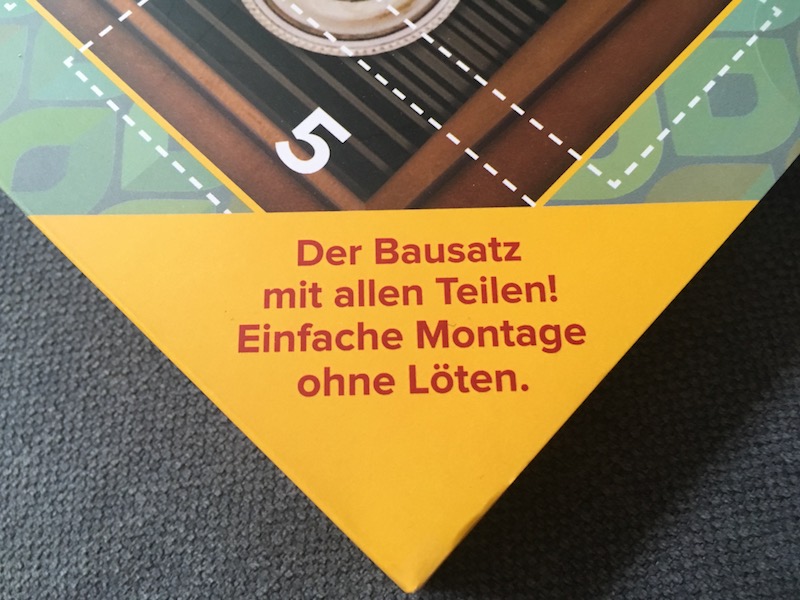 5
Der Bausatz
mit allen Teilen!
Einfache Montage
ohne Löten.